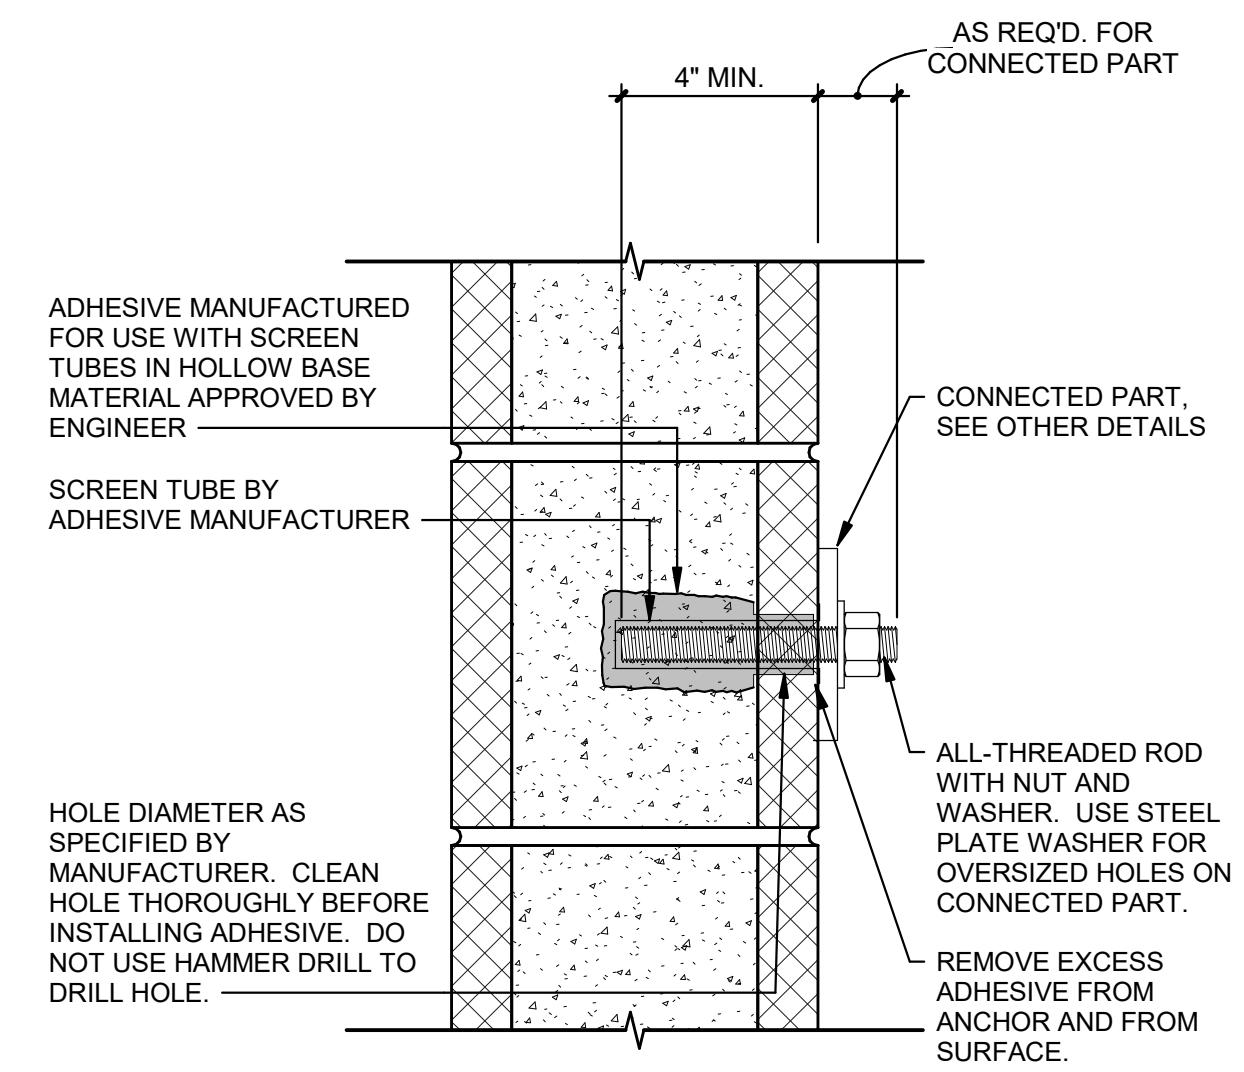 AS REQ'D. FOR
CONNECTED PART
4" MIN.
ADHESIVE MANUFACTURED
FOR USE WITH SCREEN
TUBES IN HOLLOW BASE
MATERIAL APPROVED BY
ENGINEER
SCREEN TUBE BY
ADHESIVE MANUFACTURER
HOLE DIAMETER AS
SPECIFIED BY
MANUFACTURER. CLEAN
HOLE THOROUGHLY BEFORE
INSTALLING ADHESIVE. DO
NOT USE HAMMER DRILL TO
DRILL HOLE.
CONNECTED PART,
SEE OTHER DETAILS
ALL-THREADED ROD
WITH NUT AND
WASHER. USE STEEL
PLATE WASHER FOR
OVERSIZED HOLES ON
CONNECTED PART.
REMOVE EXCESS
ADHESIVE FROM
ANCHOR AND FROM
SURFACE.